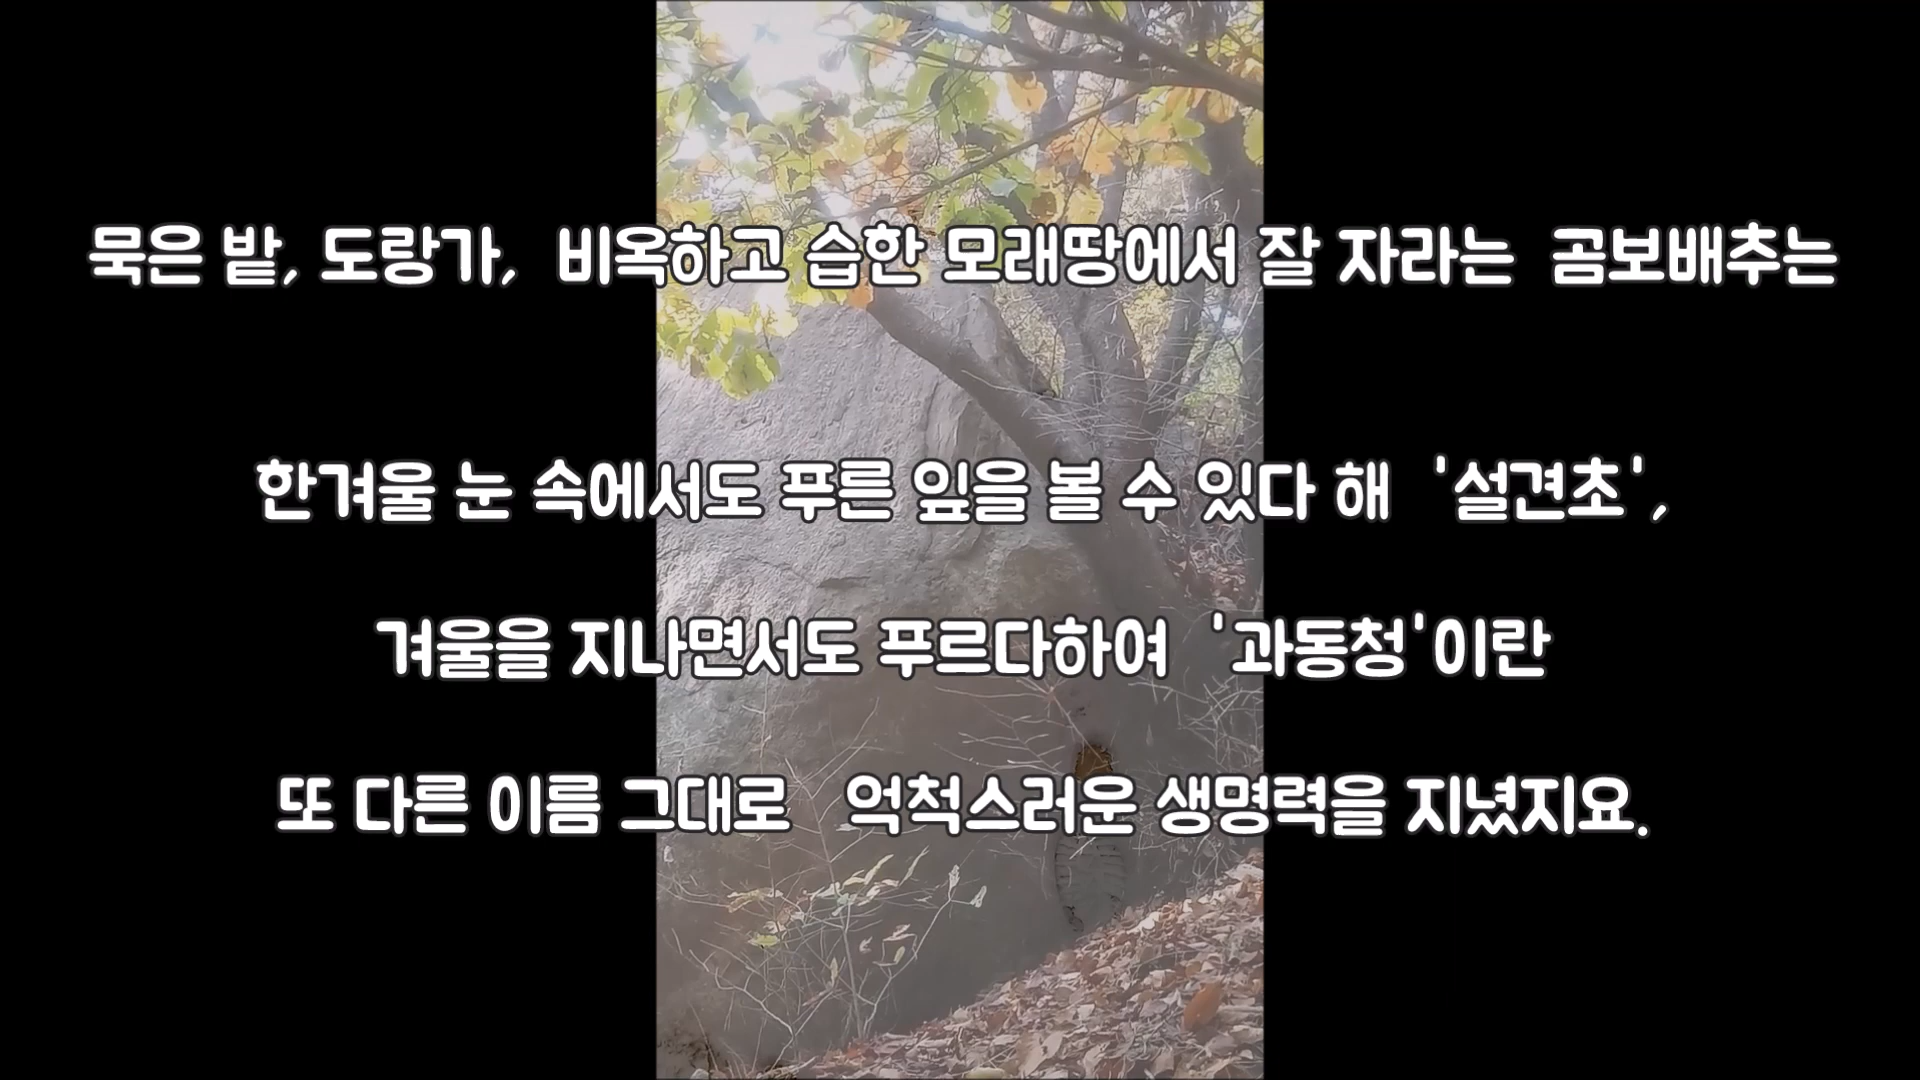 묵은 밭, 도랑가, 비옥하고 습한 모래땅에서 잘 자라는 곰보배추는
한겨울 눈 속에서도 푸른 잎을 볼 수 있다 해 '설견초',
겨울을 지나면서도 푸르다하여 '과동청'이란
또 다른 이름 그대로 억척스러운 생명력을 지녔지요.